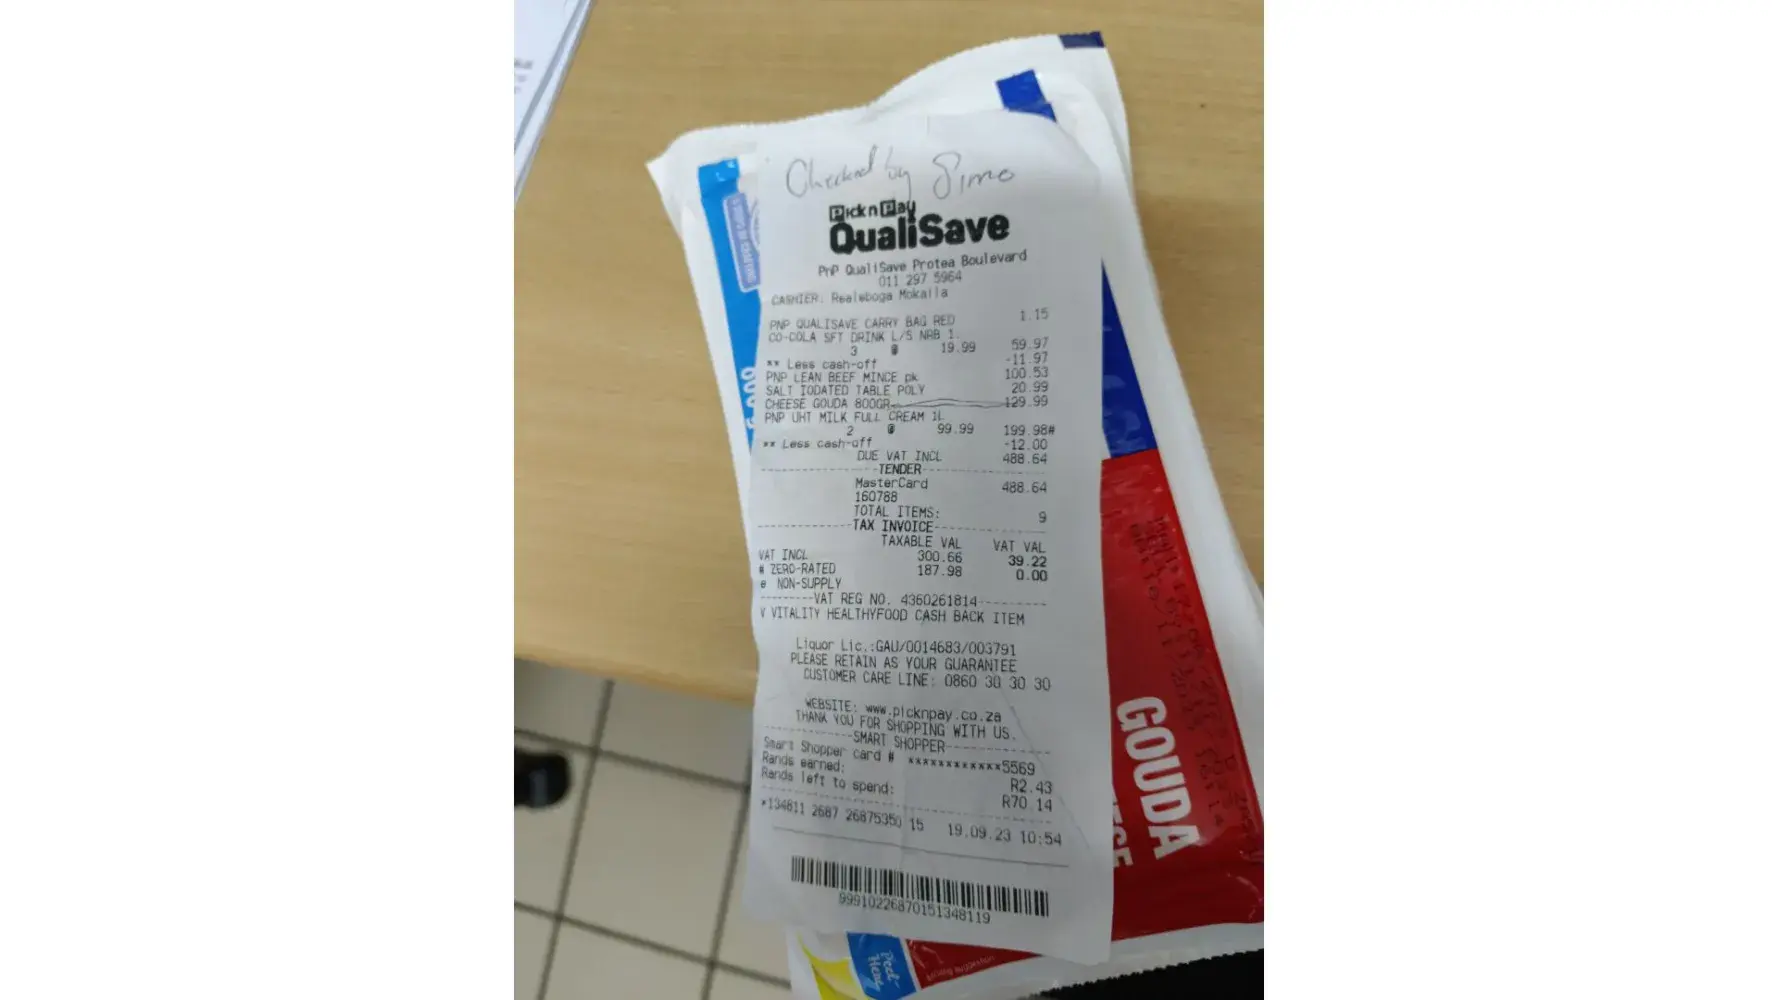 Checked by Simo
Pick n Pay
QualiSave
PnP QualiSave Protea Boulevard
011 297 5964
CASHIER: Realeboga Mokaila
PNP QUALISAVE CARRY BAG RED 1.15
CO-COLA SFT DRINK L/S NRB 1.
3 @ 19.99 59.97
** Less cash-off -11.97
PNP LEAN BEEF MINCE pk 100.53
SALT IODATED TABLE POLY 20.99
CHEESE GOUDA 800GR 129.99
PNP UHT MILK FULL CREAM 1L
2 @ 99.99 199.98#
** Less cash-off -12.00
DUE VAT INCL 488.64
TENDER
MasterCard 488.64
160788
TOTAL ITEMS: 9
TAX INVOICE
TAXABLE VAL VAT VAL
VAT INCL 300.66 39.22
# ZERO-RATED 187.98 0.00
@ NON-SUPPLY
VAT REG NO. 4360261814
V VITALITY HEALTHYFOOD CASH BACK ITEM
Liquor Lic.:GAU/0014683/003791
PLEASE RETAIN AS YOUR GUARANTEE
CUSTOMER CARE LINE: 0860 30 30 30
WEBSITE: www.picknpay.co.za
THANK YOU FOR SHOPPING WITH US.
SMART SHOPPER
Smart Shopper card # ************5569
Rands earned: R2.43
Rands left to spend: R70.14
*134811 2687 26875350 15 19.09.23 10:54
99910226870151348119
GOUDA
Peel
Here